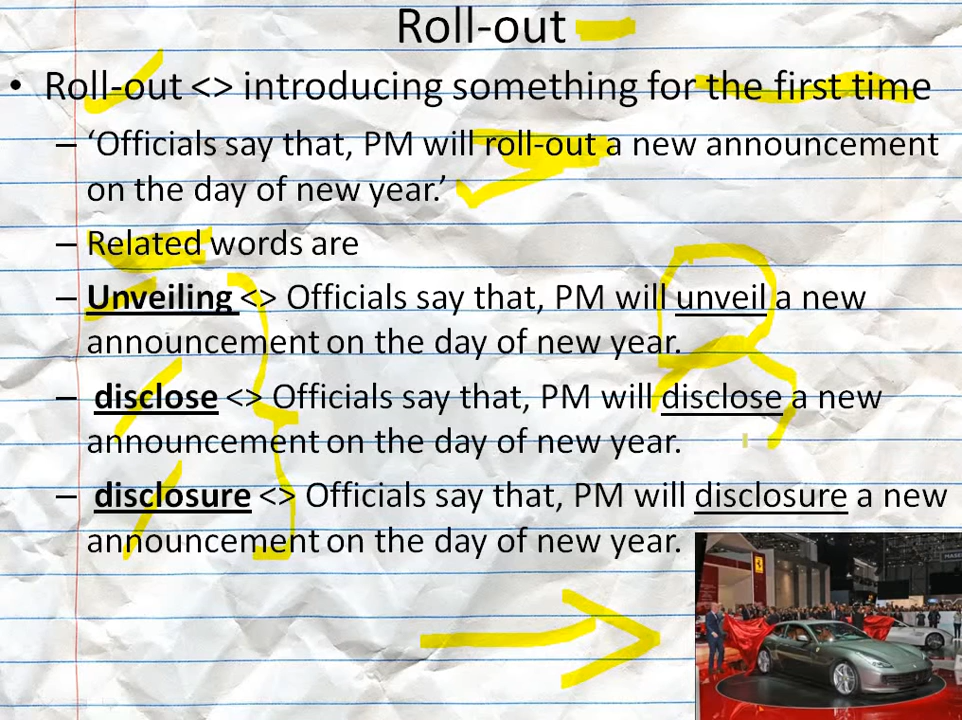 Roll-out
• Roll-out <> introducing something for the first time
– ‘Officials say that, PM will roll-out a new announcement
on the day of new year.’
– Related words are
– Unveiling <> Officials say that, PM will unveil a new
announcement on the day of new year.
– disclose <> Officials say that, PM will disclose a new
announcement on the day of new year.
– disclosure <> Officials say that, PM will disclosure a new
announcement on the day of new year.